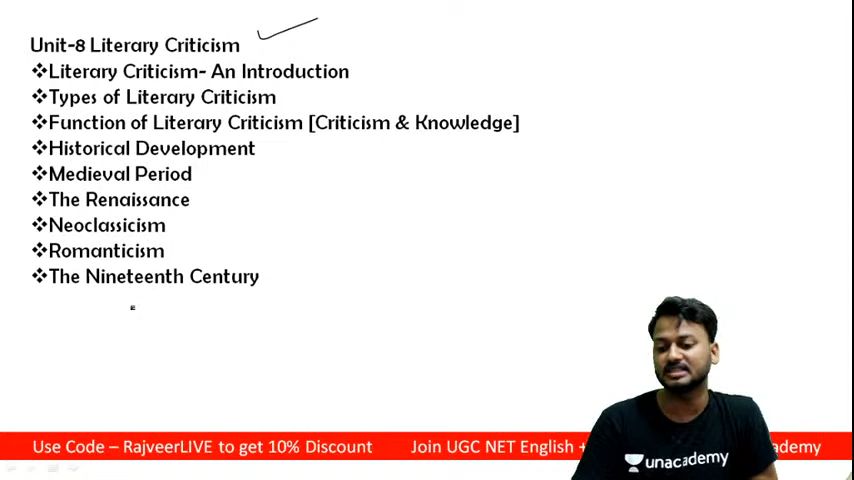 Unit-8 Literary Criticism
❖Literary Criticism- An Introduction
❖Types of Literary Criticism
❖Function of Literary Criticism [Criticism & Knowledge]
❖Historical Development
❖Medieval Period
❖The Renaissance
❖Neoclassicism
❖Romanticism
❖The Nineteenth Century
unacademy
Use Code – RajveerLIVE to get 10% Discount Join UGC NET English + ademy